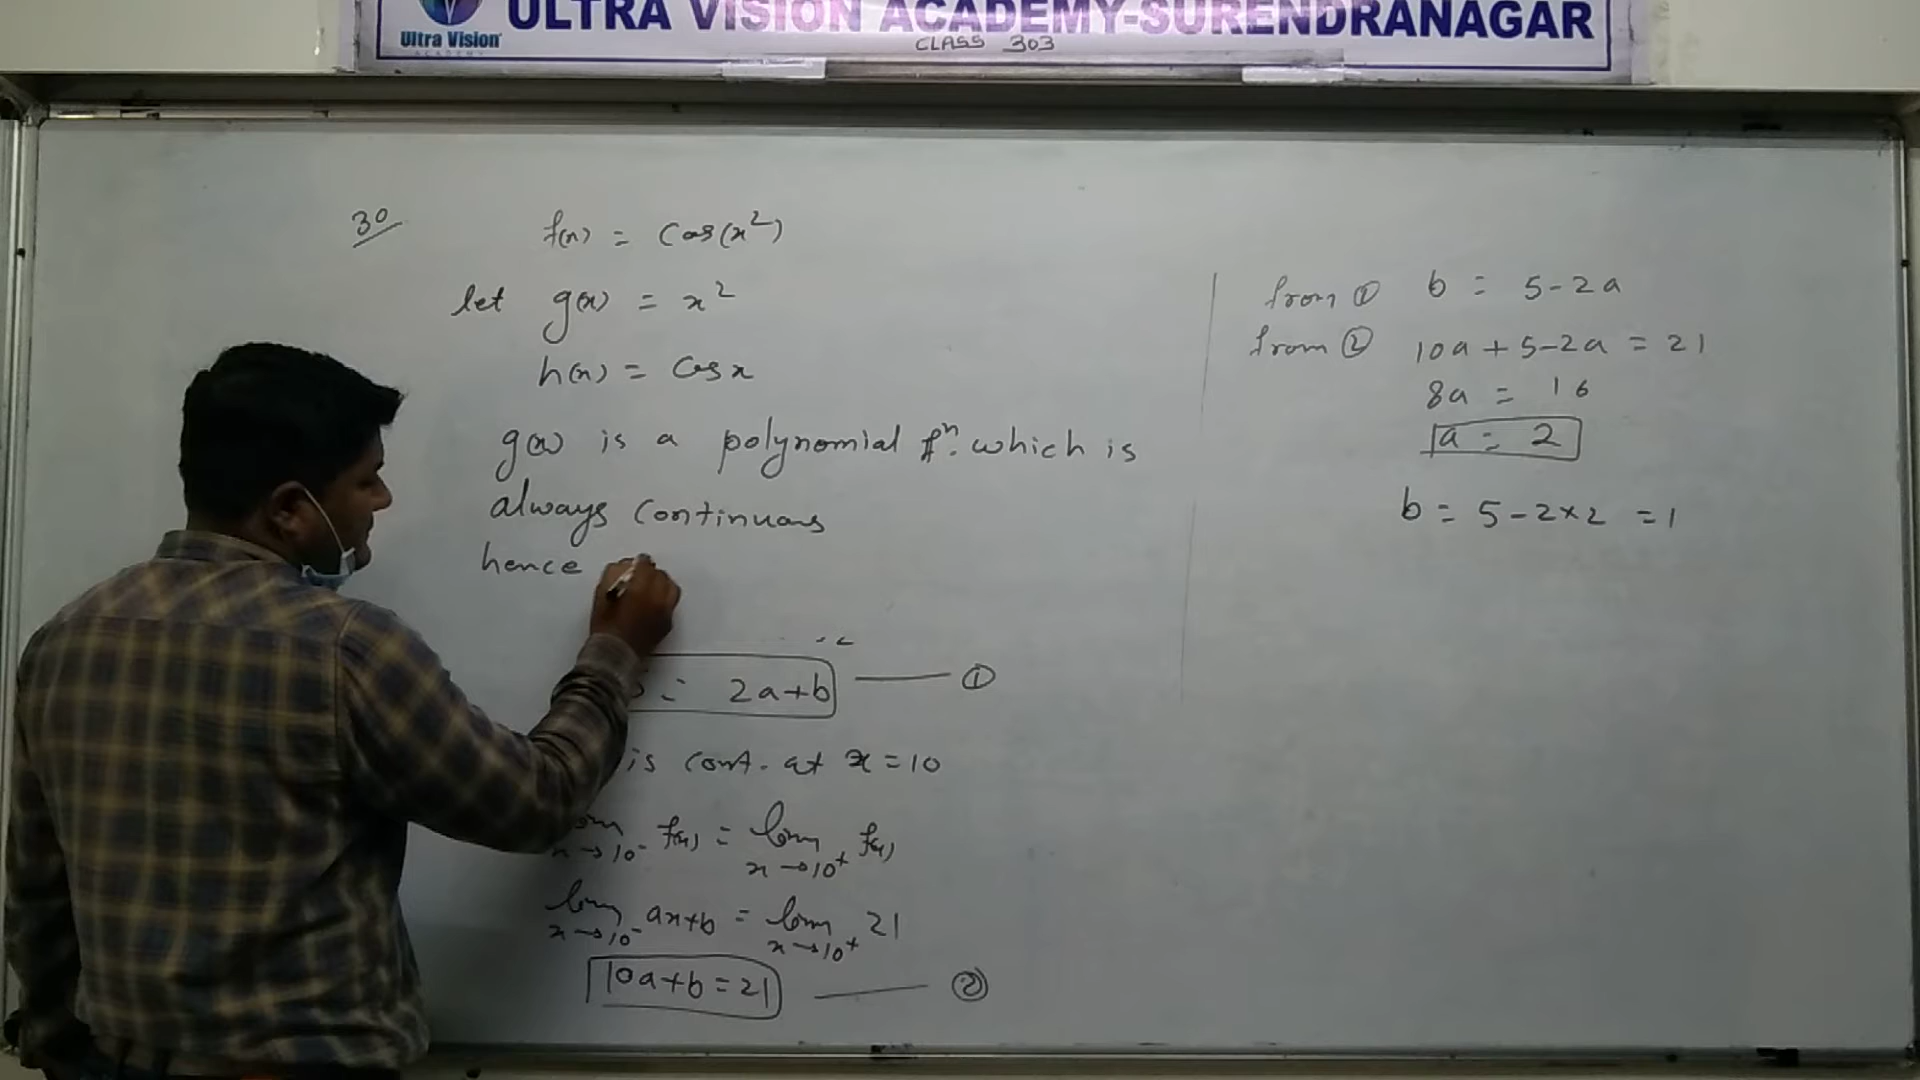 ULTRA VISION ACADEMY-SURENDRANAGAR
Ultra Vision
ACADEMY
CLASS 303
30 f(x) = Cos(x²)
let g(x) = x²
h(x) = Cos x
g(x) is a polynomial fⁿ. which is
always continuous
hence
= 2a+b ①
is cont. at x = 10
x→10⁻ f(x) = lim x→10⁺ f(x)
lim x→10⁻ ax+b = lim x→10⁺ 21
10a+b = 21 ②
from ① b = 5-2a
from ② 10a+5-2a = 21
8a = 16
a = 2
b = 5-2×2 = 1